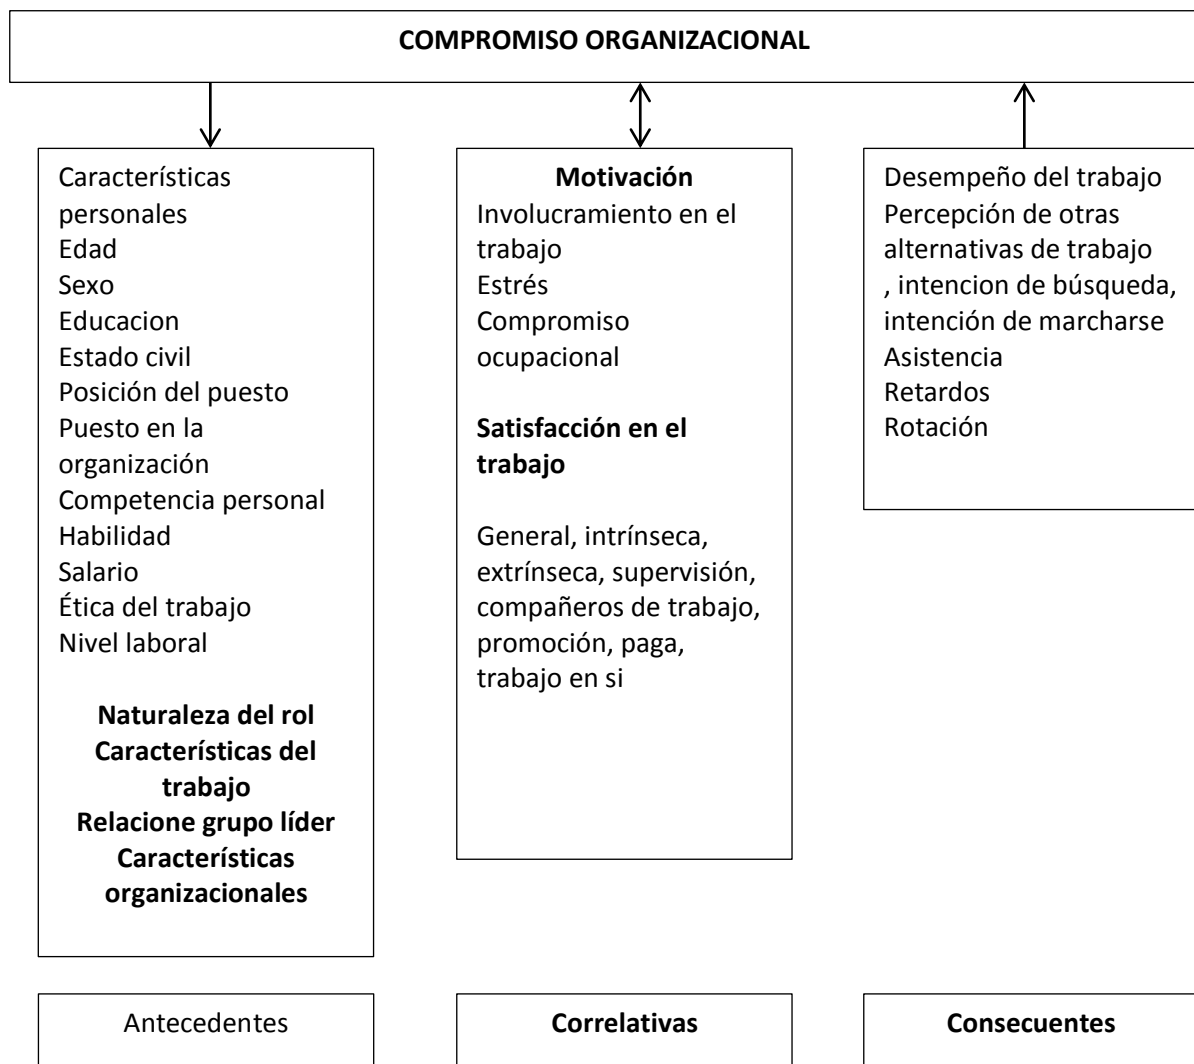 COMPROMISO ORGANIZACIONAL
Características
personales
Edad
Sexo
Educacion
Estado civil
Posición del puesto
Puesto en la
organización
Competencia personal
Habilidad
Salario
Ética del trabajo
Nivel laboral
Naturaleza del rol
Características del
trabajo
Relacione grupo líder
Características
organizacionales
Motivación
Involucramiento en el
trabajo
Estrés
Compromiso
ocupacional
Satisfacción en el
trabajo
General, intrínseca,
extrínseca, supervisión,
compañeros de trabajo,
promoción, paga,
trabajo en si
Desempeño del trabajo
Percepción de otras
alternativas de trabajo
, intencion de búsqueda,
intención de marcharse
Asistencia
Retardos
Rotación
Antecedentes
Correlativas
Consecuentes